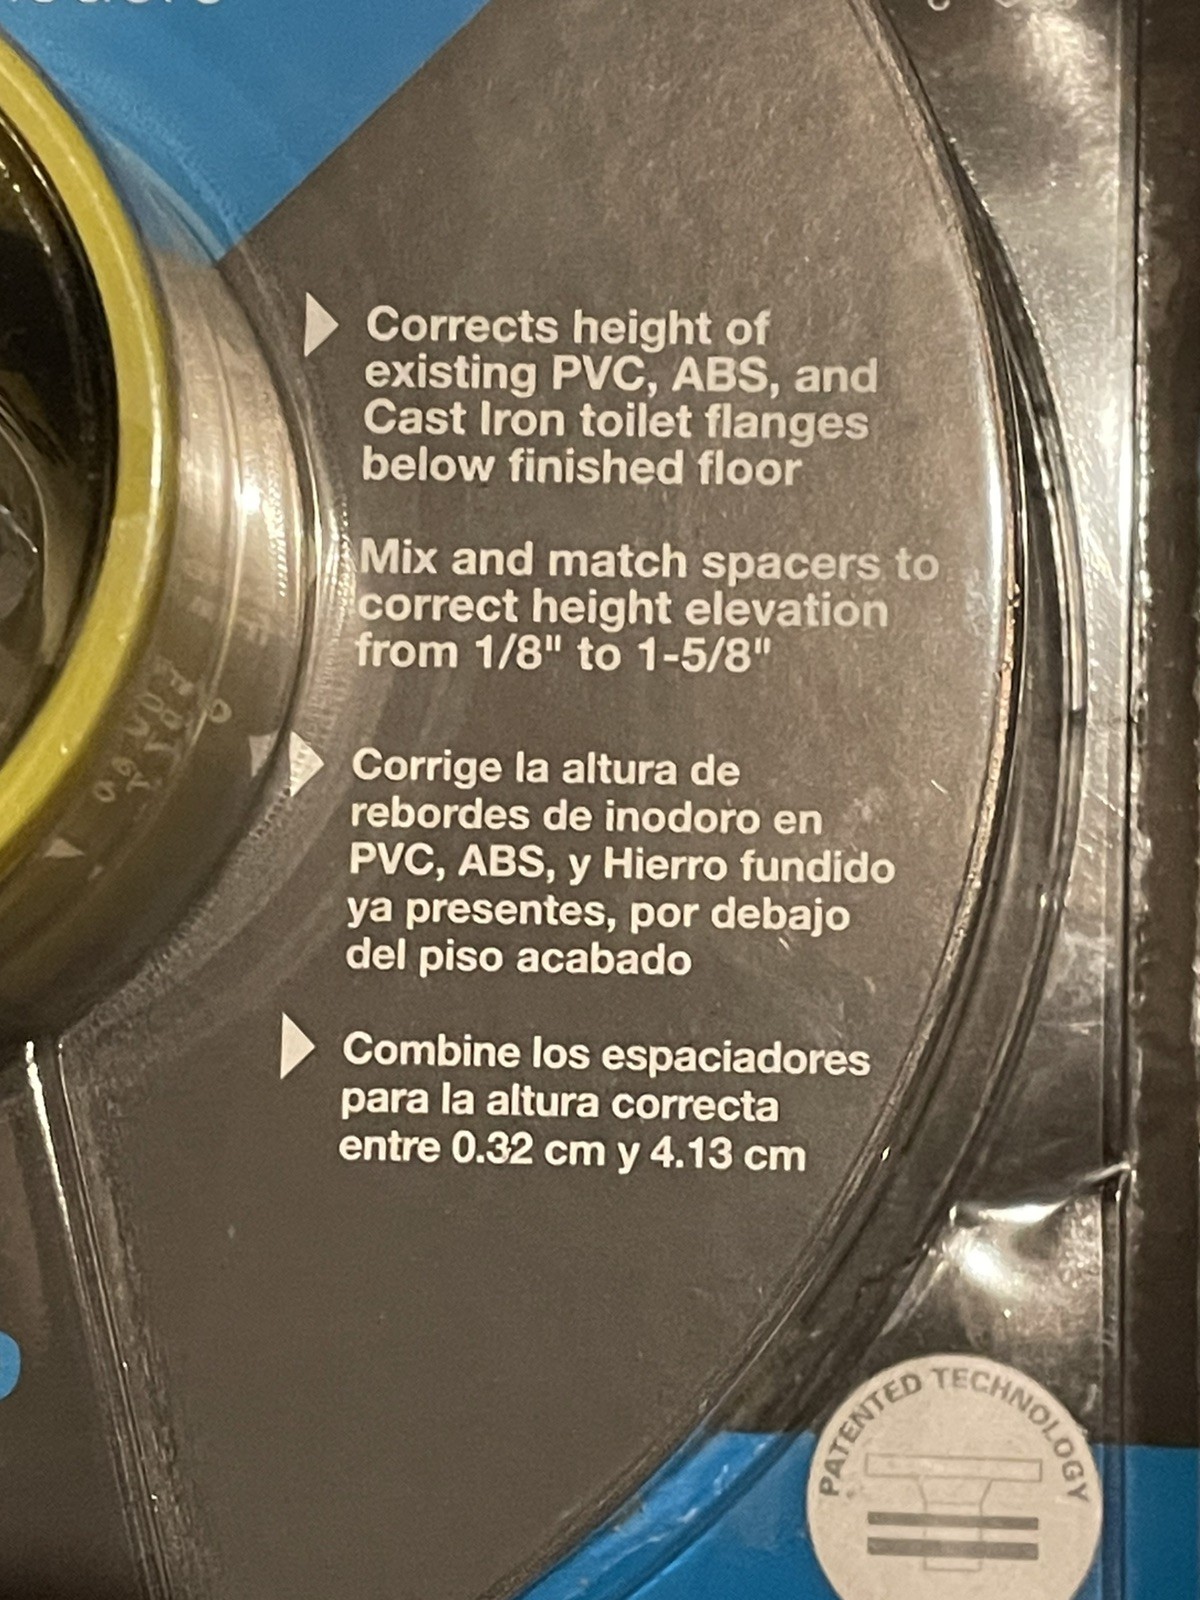 Corrects height of
existing PVC, ABS, and
Cast Iron toilet flanges
below finished floor
Mix and match spacers to
correct height elevation
from 1/8" to 1-5/8"
Corrige la altura de
rebordes de inodoro en
PVC, ABS, y Hierro fundido
ya presentes, por debajo
del piso acabado
Combine los espaciadores
para la altura correcta
entre 0.32 cm y 4.13 cm
PATENTED TECHNOLOGY